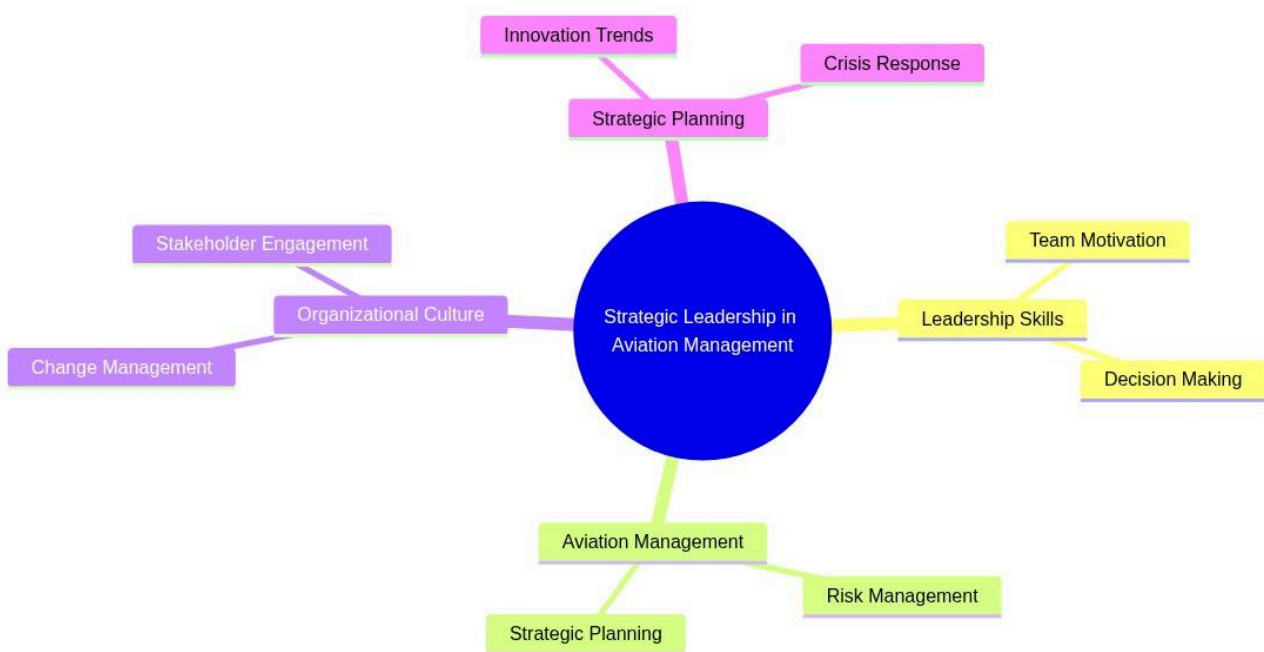 Innovation Trends
Crisis Response
Strategic Planning
Stakeholder Engagement
Organizational Culture
Change Management
Strategic Leadership in
Aviation Management
Team Motivation
Leadership Skills
Decision Making
Aviation Management
Risk Management
Strategic Planning